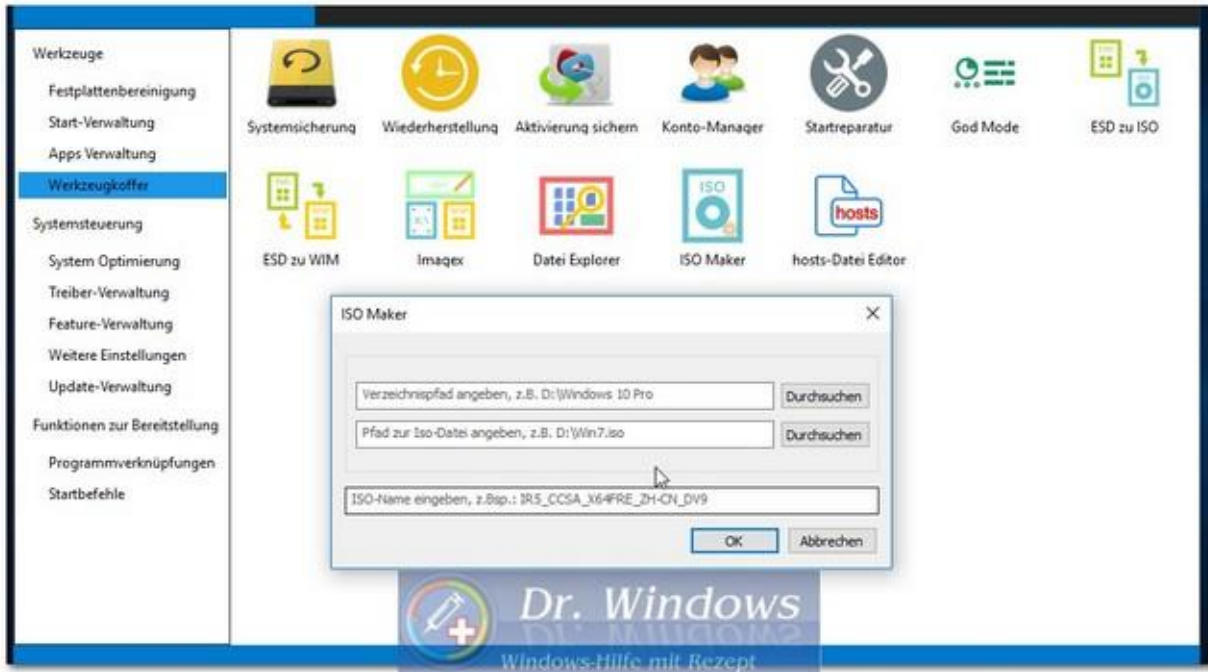 Werkzeuge
Festplattenbereinigung
Start-Verwaltung
Apps Verwaltung
Werkzeugkoffer
Systemsteuerung
System Optimierung
Treiber-Verwaltung
Feature-Verwaltung
Weitere Einstellungen
Update-Verwaltung
Funktionen zur Bereitstellung
Programmverknüpfungen
Startbefehle
Systemsicherung Wiederherstellung Aktivierung sichern Konto-Manager Startreparatur God Mode ESD zu ISO
ISO
hosts
ESD zu WIM Imagex Datei Explorer ISO Maker hosts-Datei Editor
ISO Maker
Verzeichnispfad angeben, z.B. D:\Windows 10 Pro Durchsuchen
Pfad zur Iso-Datei angeben, z.B. D:\Win7.iso Durchsuchen
ISO-Name eingeben, z.Bsp.: IR5_CCSA_X64FRE_ZH-CN_DV9
OK Abbrechen
Dr. Windows
Windows-Hilfe mit Rezept